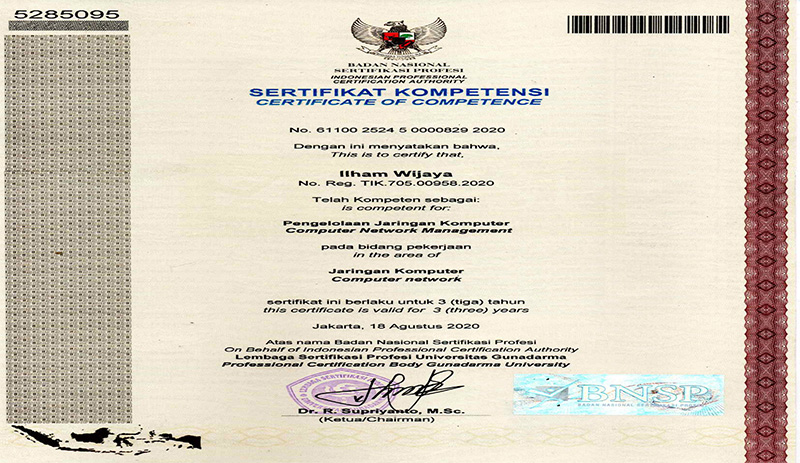 5285095
BADAN NASIONAL
SERTIFIKASI PROFESI
INDONESIAN PROFESSIONAL
CERTIFICATION AUTHORITY
SERTIFIKAT KOMPETENSI
CERTIFICATE OF COMPETENCE
No. 61100 2524 5 0000829 2020
Dengan ini menyatakan bahwa,
This is to certify that,
Ilham Wijaya
No. Reg. TIK.705.00958.2020
Telah Kompeten sebagai:
is competent for:
Pengelolaan Jaringan Komputer
Computer Network Management
pada bidang pekerjaan
in the area of
Jaringan Komputer
Computer network
sertifikat ini berlaku untuk 3 (tiga) tahun
this certificate is valid for 3 (three) years
Jakarta, 18 Agustus 2020
Atas nama Badan Nasional Sertifikasi Profesi
On Behalf of Indonesian Professional Certification Authority
Lembaga Sertifikasi Profesi Universitas Gunadarma
Professional Certification Body Gunadarma University
BNSP
BADAN NASIONAL SERTIFIKASI PROFESI
Dr. R. Supriyanto, M.Sc.
(Ketua/Chairman)